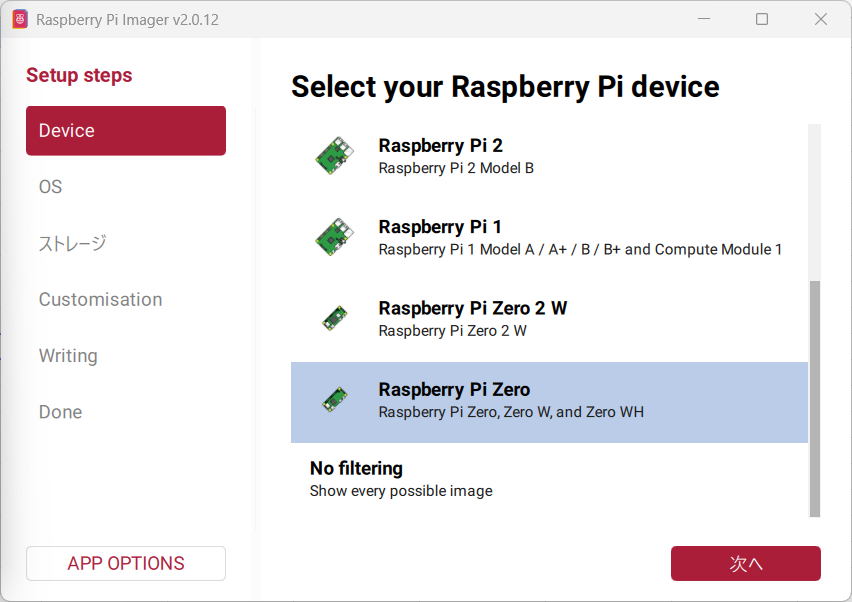 Raspberry Pi Imager v2.0.12
Setup steps
Device
OS
ストレージ
Customisation
Writing
Done
APP OPTIONS
Select your Raspberry Pi device
Raspberry Pi 2
Raspberry Pi 2 Model B
Raspberry Pi 1
Raspberry Pi 1 Model A / A+ / B / B+ and Compute Module 1
Raspberry Pi Zero 2 W
Raspberry Pi Zero 2 W
Raspberry Pi Zero
Raspberry Pi Zero, Zero W, and Zero WH
No filtering
Show every possible image
次へ